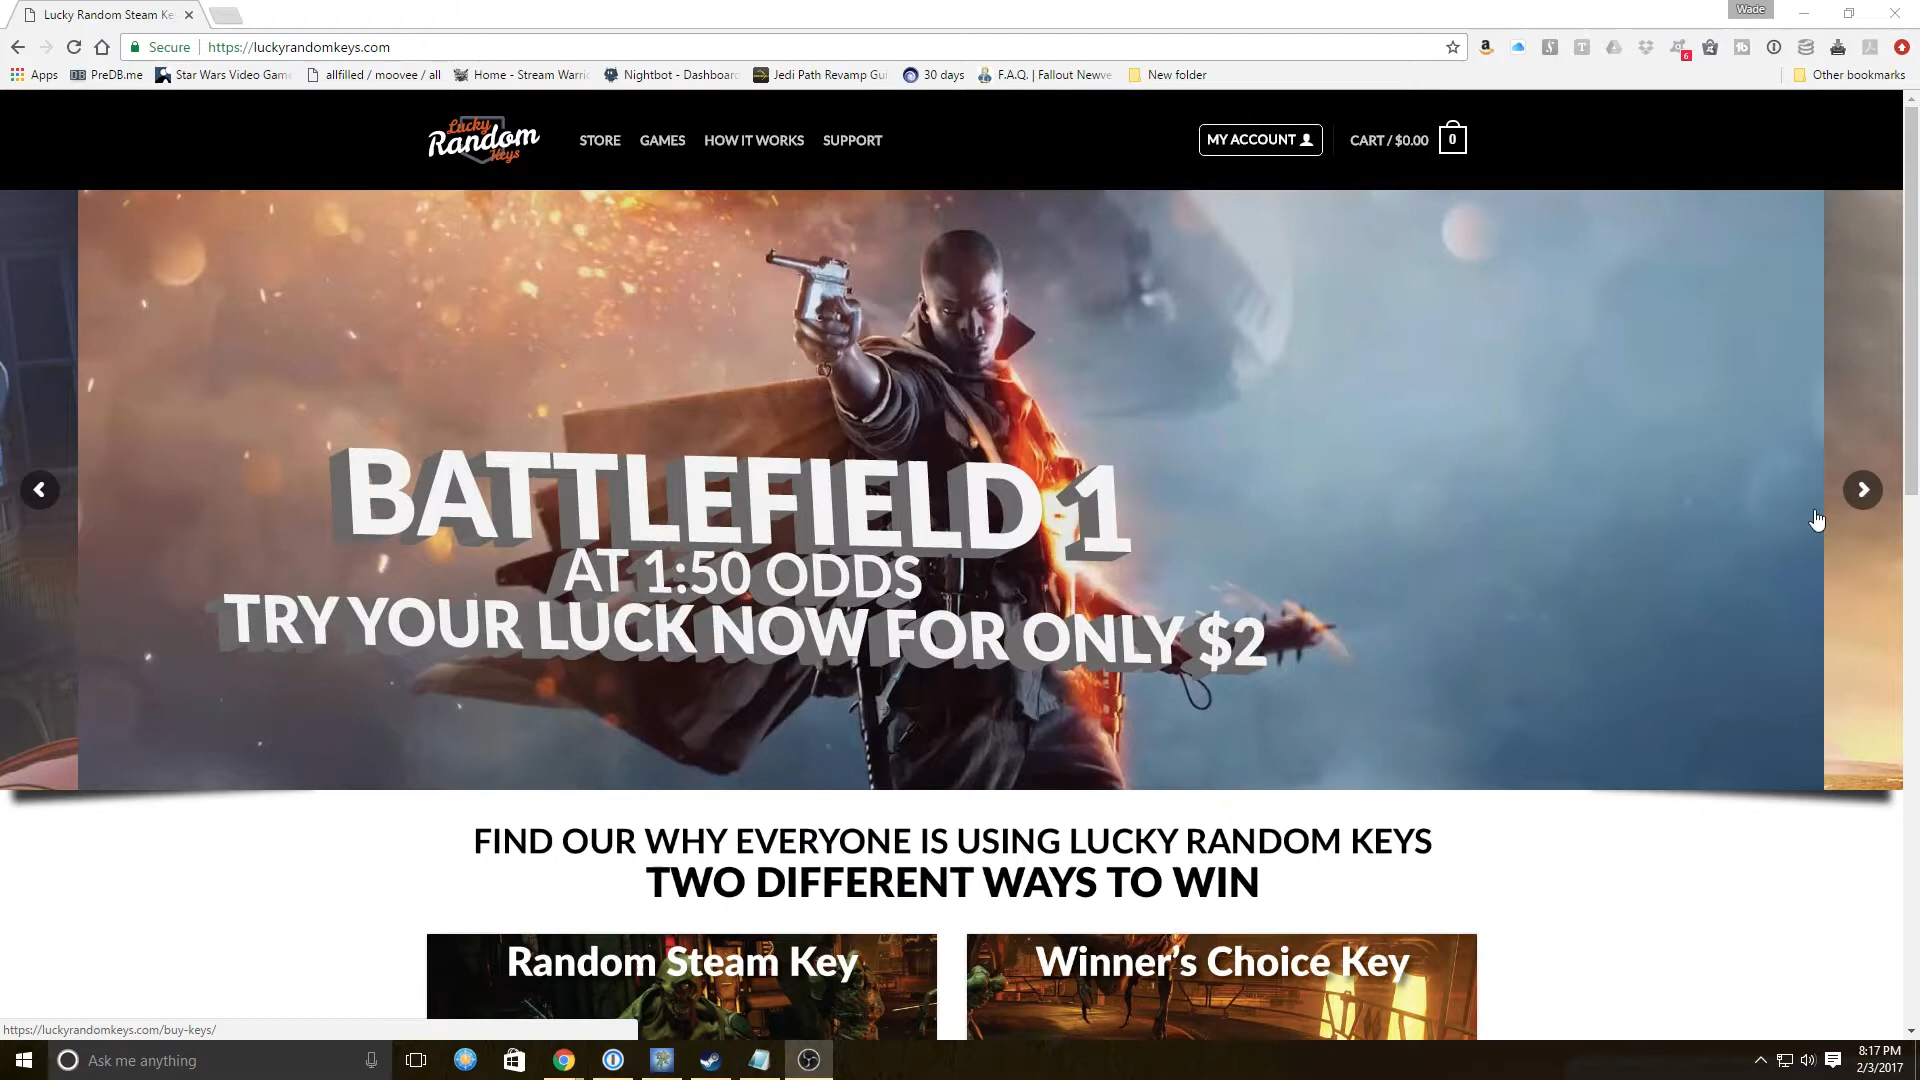 Lucky Random Steam Ke
Wade
Secure
https://luckyrandomkeys.com
6
Apps
PreDB.me
Star Wars Video Gam
allfilled / moovee / all
Home - Stream Warri
Nightbot - Dashboar
Jedi Path Revamp Gui
30 days
F.A.Q. | Fallout Newve
New folder
Other bookmarks
Lucky
Random
Keys
STORE
GAMES
HOW IT WORKS
SUPPORT
MY ACCOUNT
CART / $0.00
0
BATTLEFIELD 1
AT 1:50 ODDS
TRY YOUR LUCK NOW FOR ONLY $2
FIND OUR WHY EVERYONE IS USING LUCKY RANDOM KEYS
TWO DIFFERENT WAYS TO WIN
Random Steam Key
Winner's Choice Key
https://luckyrandomkeys.com/buy-keys/
Ask me anything
8:17 PM
2/3/2017